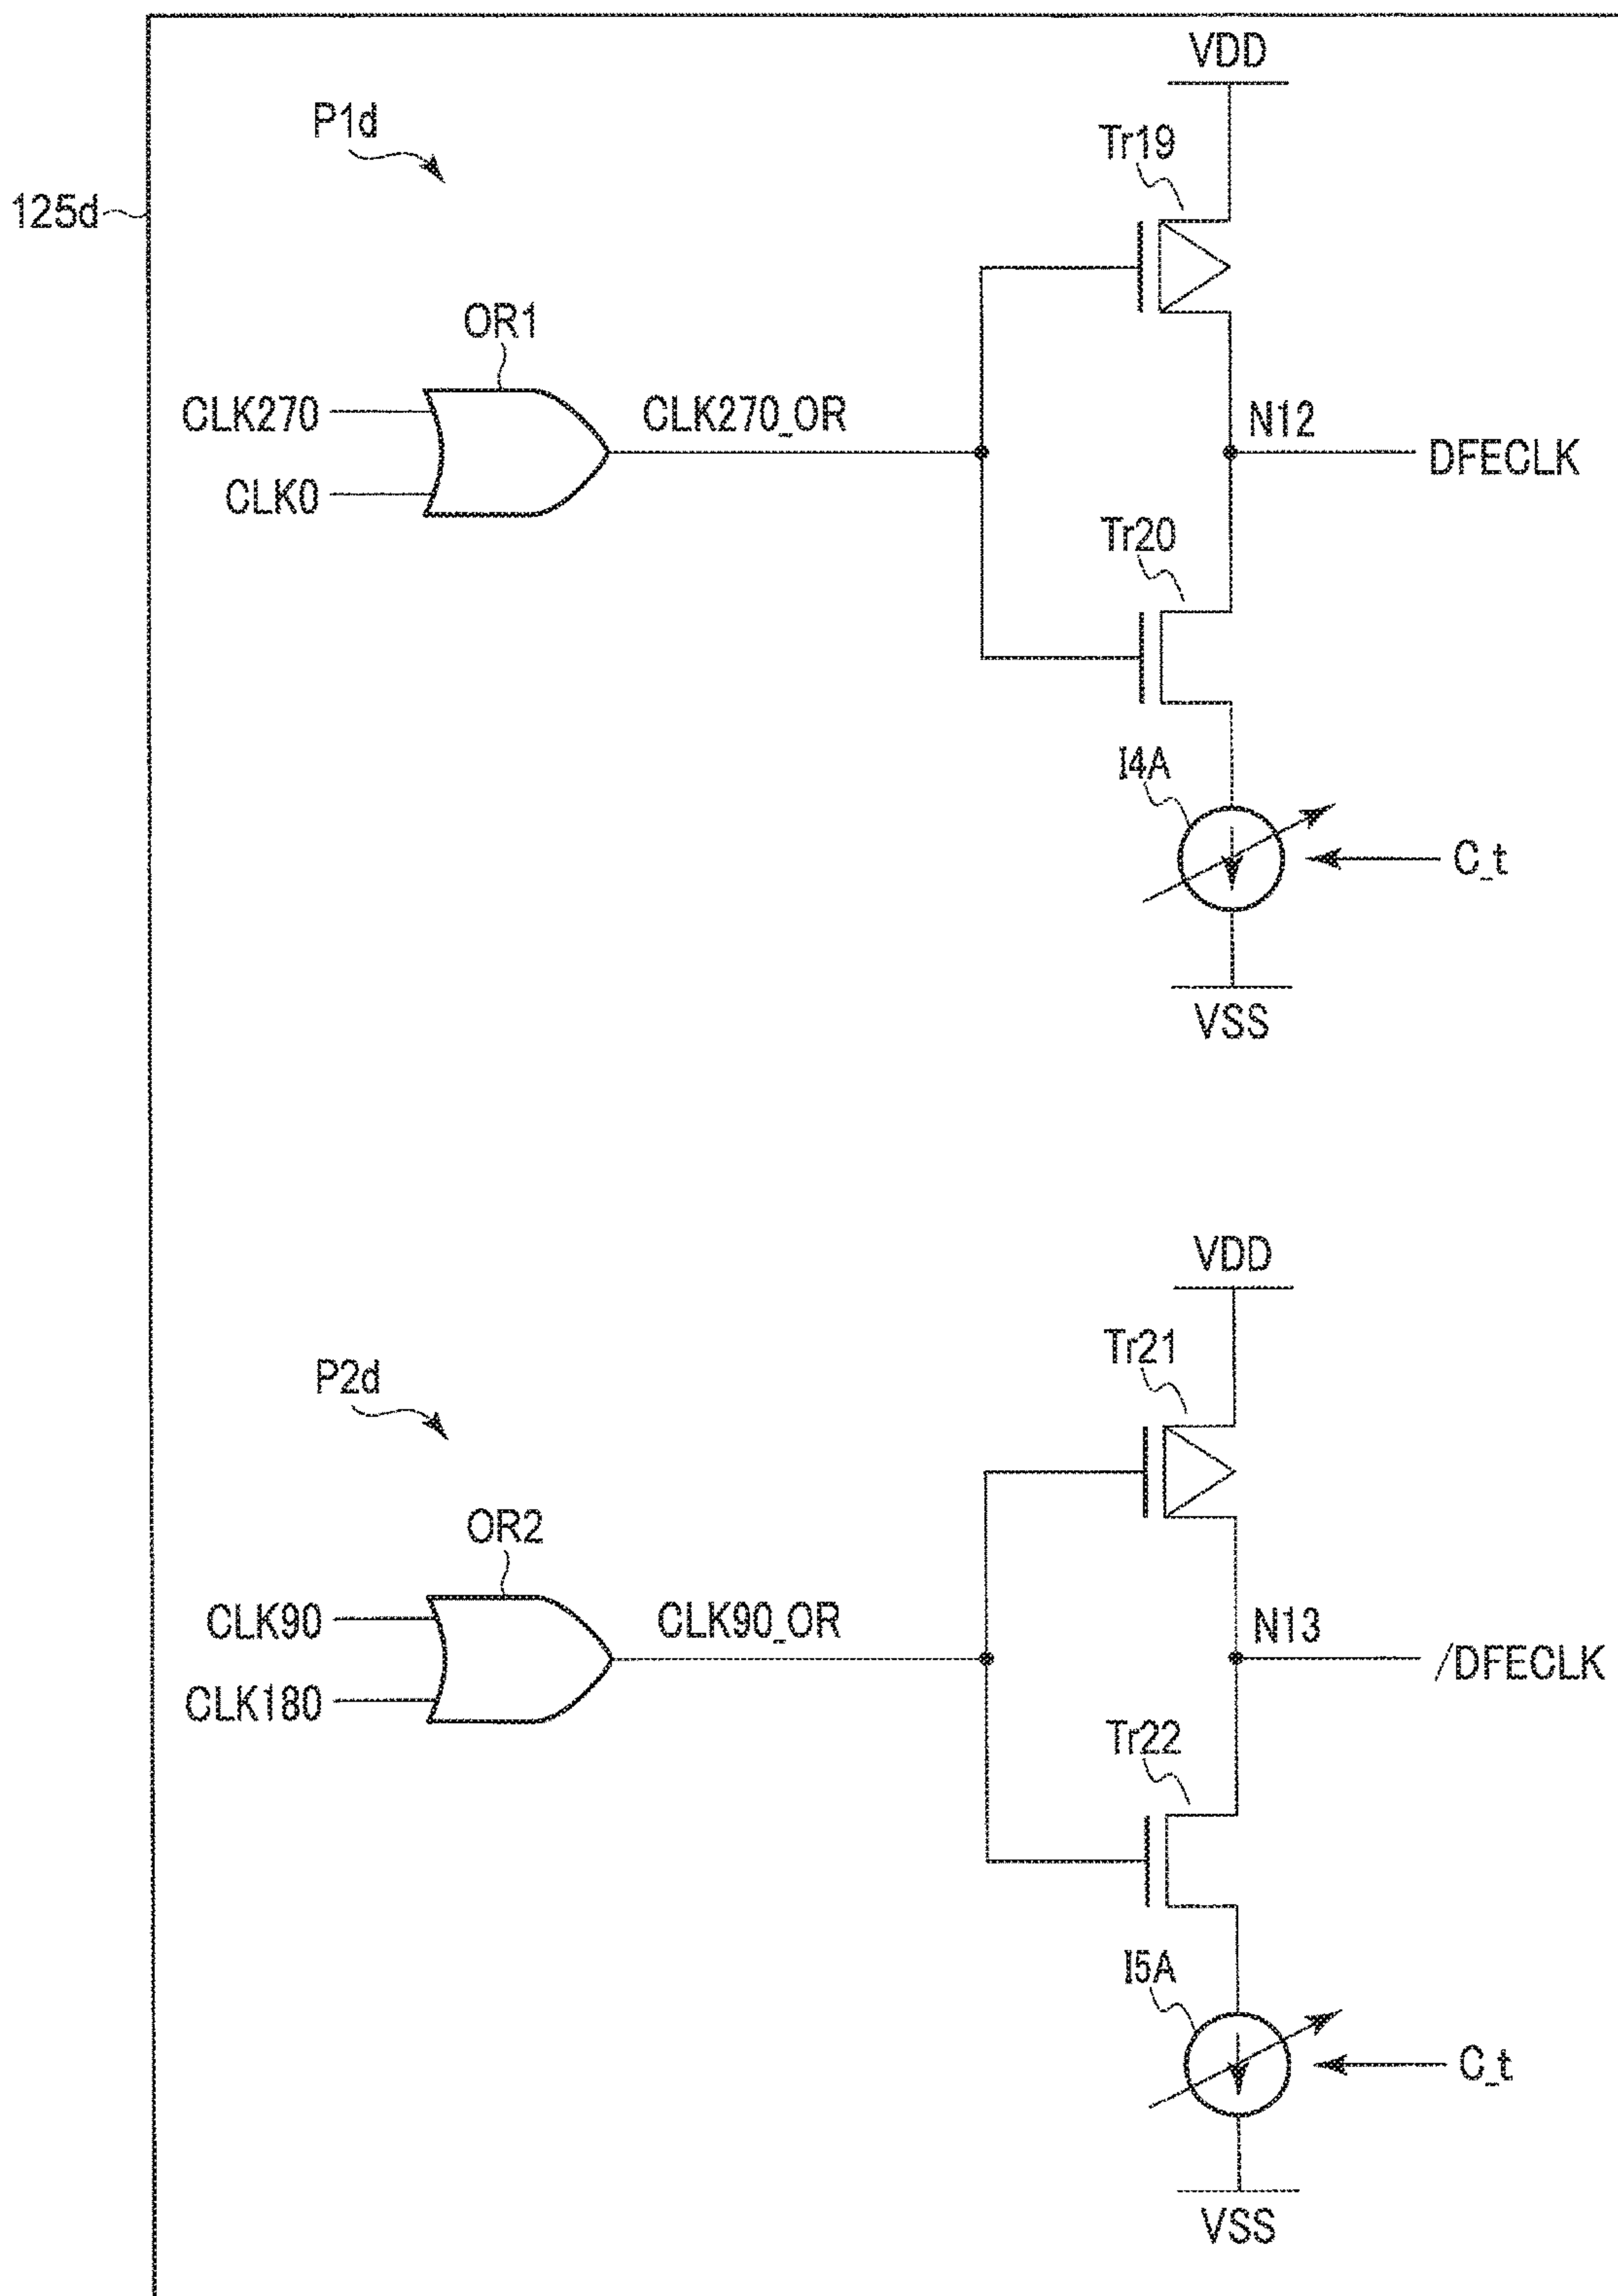 VDD
P1d
Tr19
125d
OR1
CLK270
CLK270_OR
N12
DFECLK
CLK0
Tr20
I4A
C_t
VSS
VDD
Tr21
P2d
OR2
CLK90
CLK90_OR
N13
/DFECLK
CLK180
Tr22
I5A
C_t
VSS